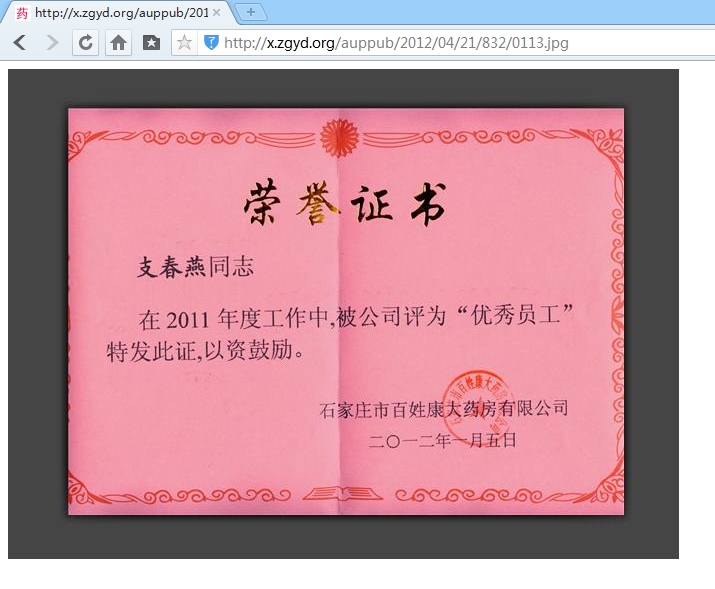 药 http://x.zgyd.org/auppub/201
http://x.zgyd.org/auppub/2012/04/21/832/0113.jpg
荣誉证书
支春燕同志
在 2011 年度工作中,被公司评为“优秀员工”
特发此证,以资鼓励。
石家庄市百姓康大药房有限公司
二〇一二年一月五日